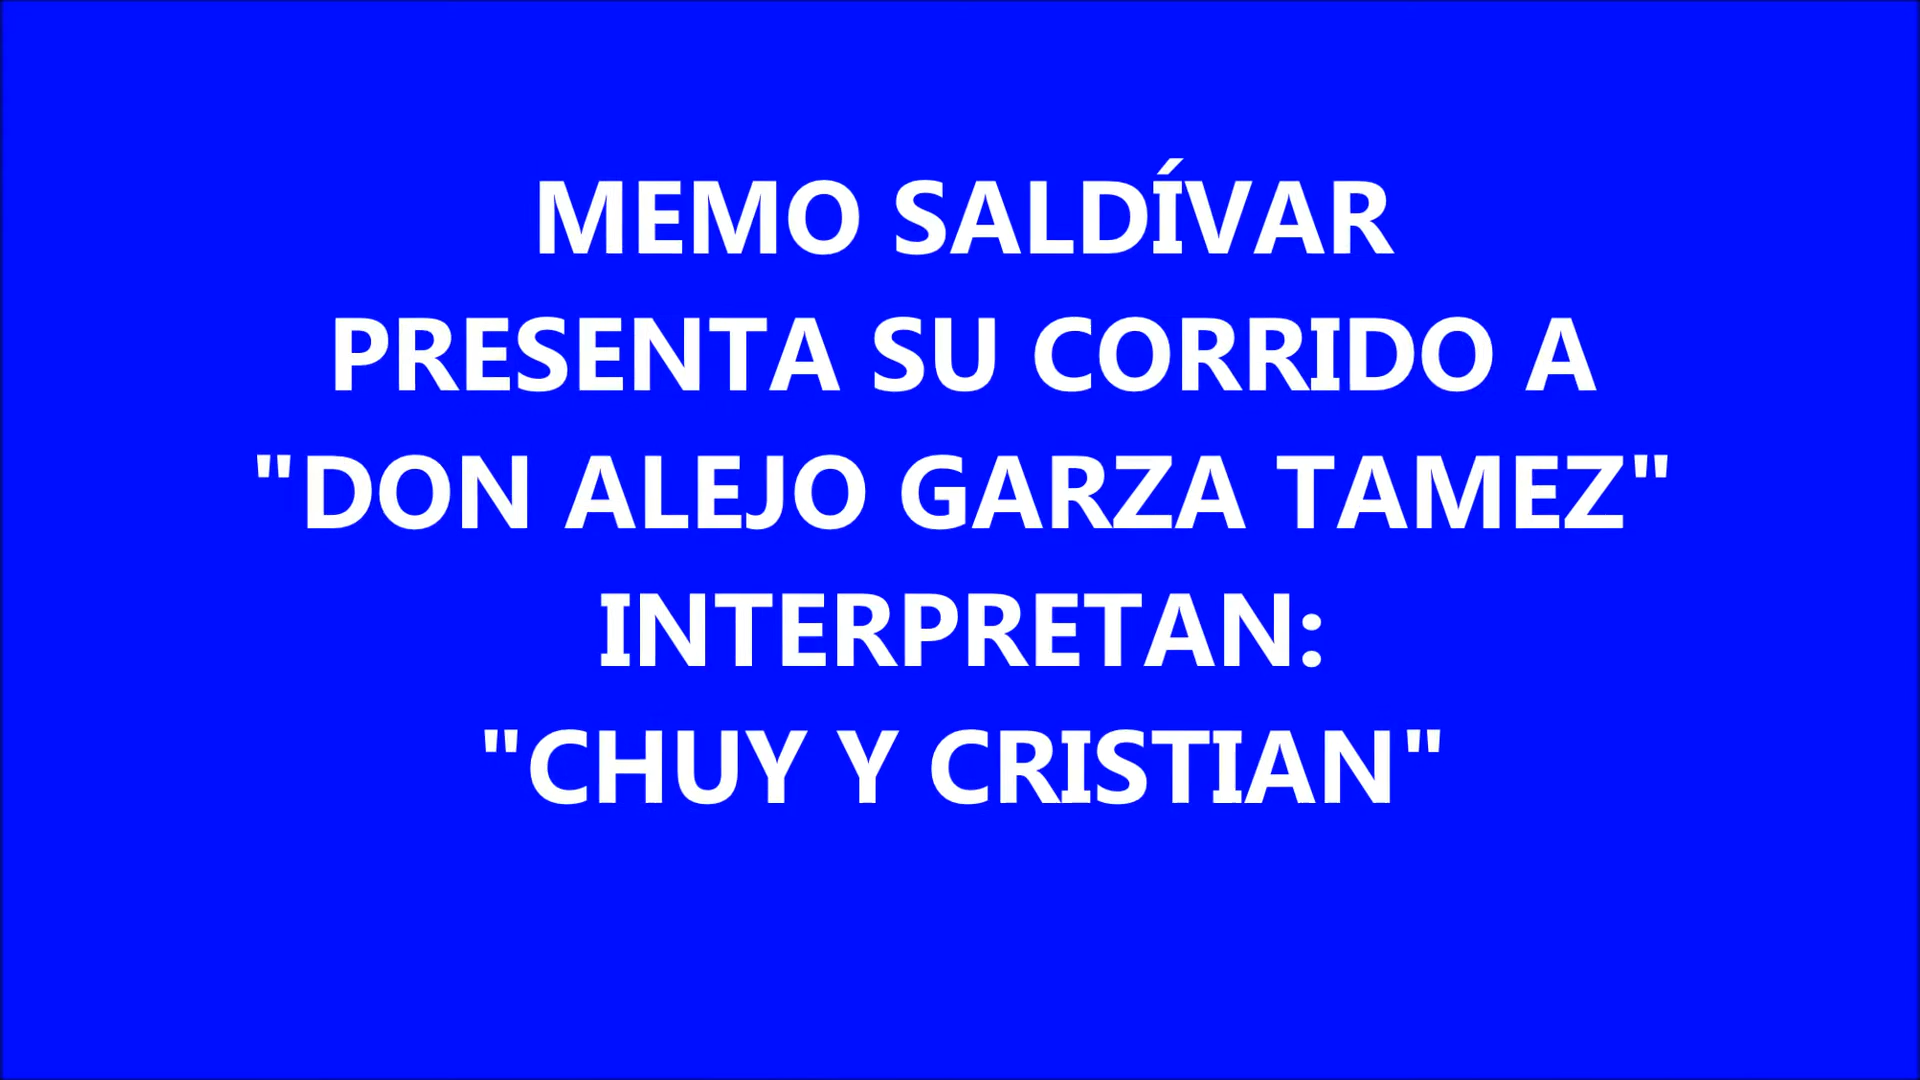 MEMO SALDÍVAR
PRESENTA SU CORRIDO A
"DON ALEJO GARZA TAMEZ"
INTERPRETAN:
"CHUY Y CRISTIAN"